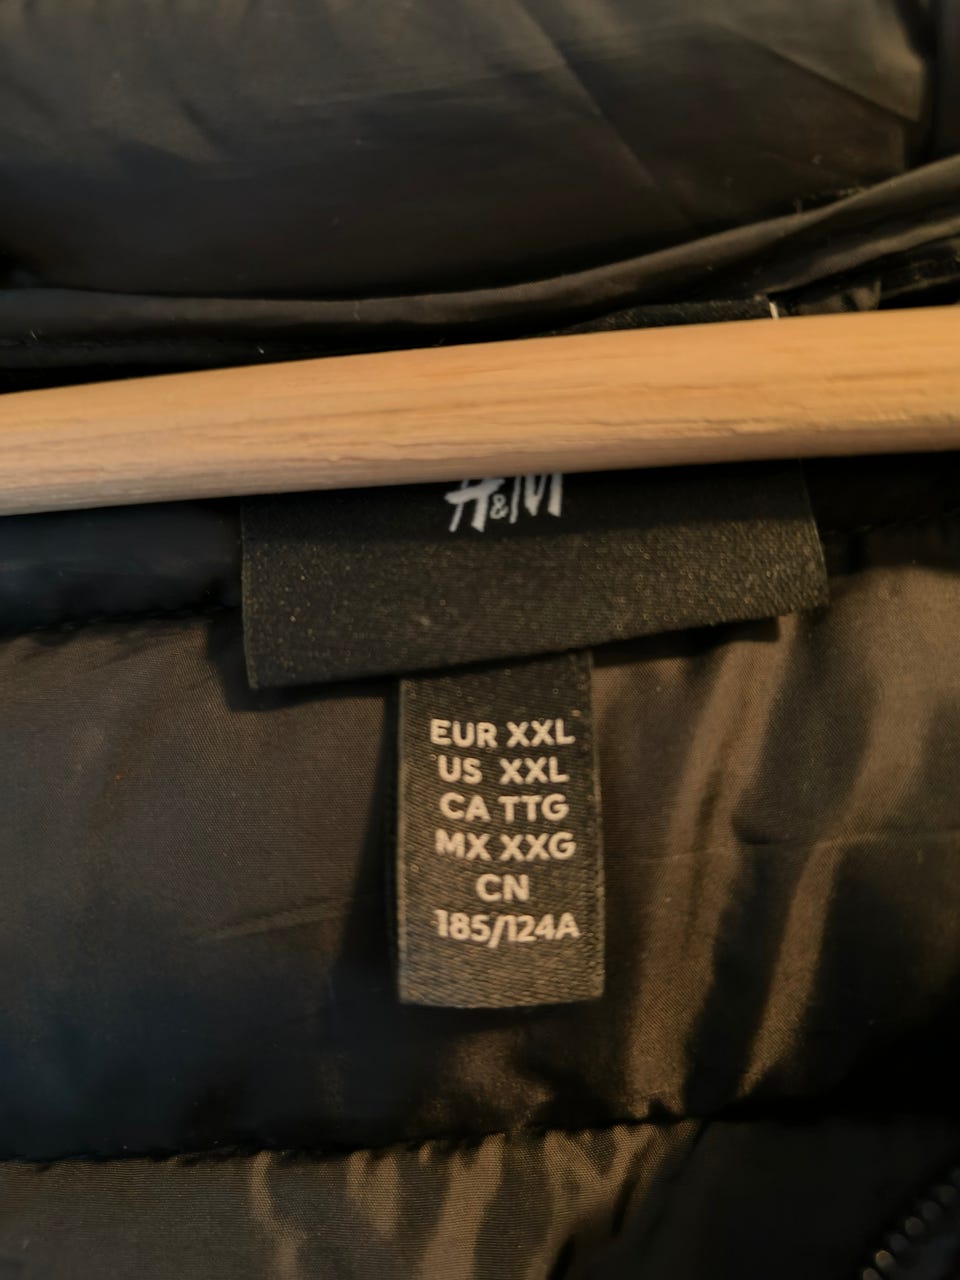 H&M
EUR XXL
US XXL
CA TTG
MX XXG
CN
185/124A